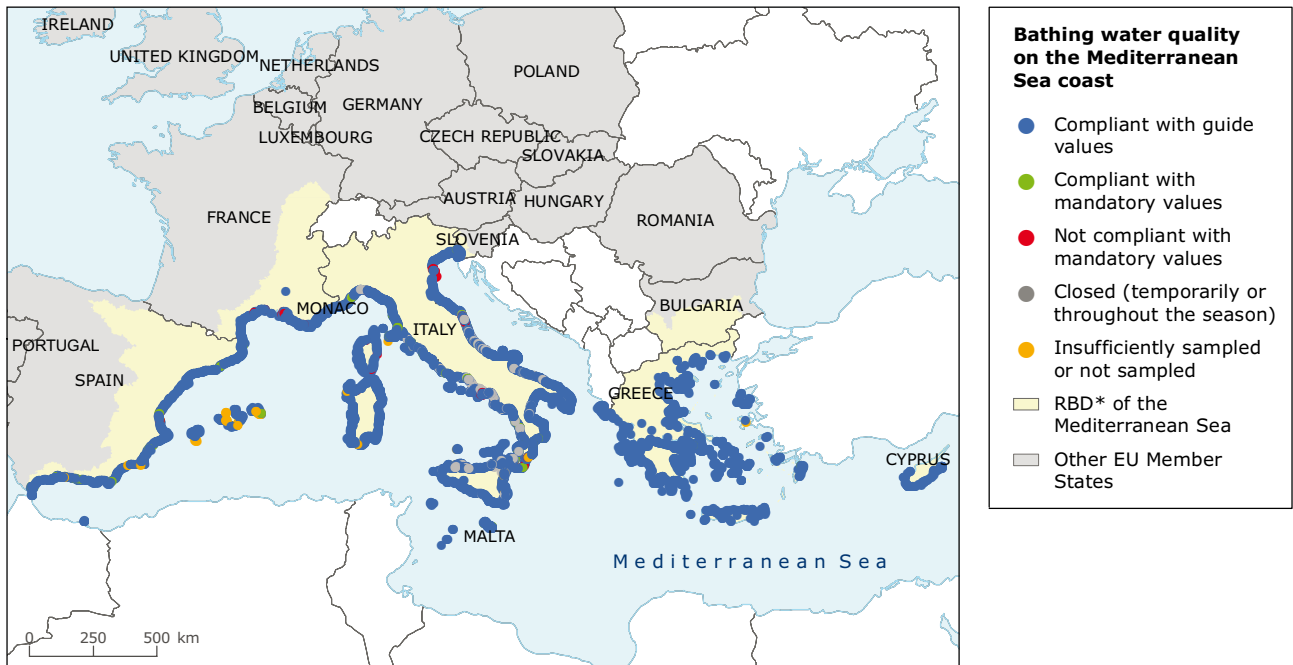 IRELAND
UNITED KINGDOM
NETHERLANDS
POLAND
BELGIUM
GERMANY
LUXEMBOURG
CZECH REPUBLIC
SLOVAKIA
AUSTRIA
HUNGARY
FRANCE
ROMANIA
SLOVENIA
MONACO
BULGARIA
ITALY
PORTUGAL
SPAIN
GREECE
CYPRUS
MALTA
Mediterranean Sea
0 250 500 km
Bathing water quality
on the Mediterranean
Sea coast
Compliant with guide
values
Compliant with
mandatory values
Not compliant with
mandatory values
Closed (temporarily or
throughout the season)
Insufficiently sampled
or not sampled
RBD* of the
Mediterranean Sea
Other EU Member
States